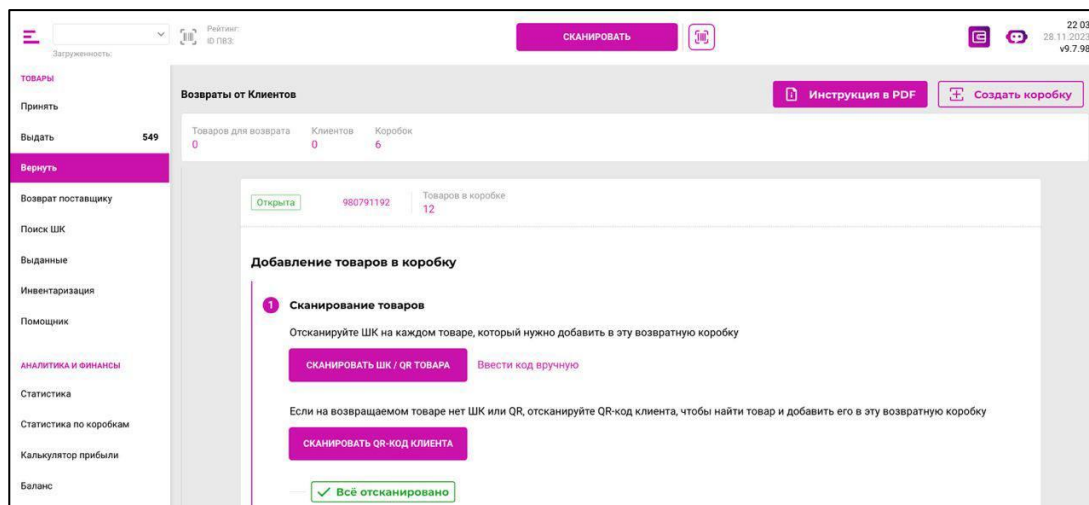 Рейтинг:
ID ПВЗ:
Загруженность:
СКАНИРОВАТЬ
22 03
28.11.2023
v9.7.98
ТОВАРЫ
Принять
Выдать 549
Вернуть
Возврат поставщику
Поиск ШК
Выданные
Инвентаризация
Помощник
АНАЛИТИКА И ФИНАНСЫ
Статистика
Статистика по коробкам
Калькулятор прибыли
Баланс
Возвраты от Клиентов
Инструкция в PDF
Создать коробку
Товаров для возврата Клиентов Коробок
0 0 6
Открыта 980791192 Товаров в коробке
12
Добавление товаров в коробку
1 Сканирование товаров
Отсканируйте ШК на каждом товаре, который нужно добавить в эту возвратную коробку
СКАНИРОВАТЬ ШК / QR ТОВАРА Ввести код вручную
Если на возвращаемом товаре нет ШК или QR, отсканируйте QR-код клиента, чтобы найти товар и добавить его в эту возвратную коробку
СКАНИРОВАТЬ QR-КОД КЛИЕНТА
Всё отсканировано